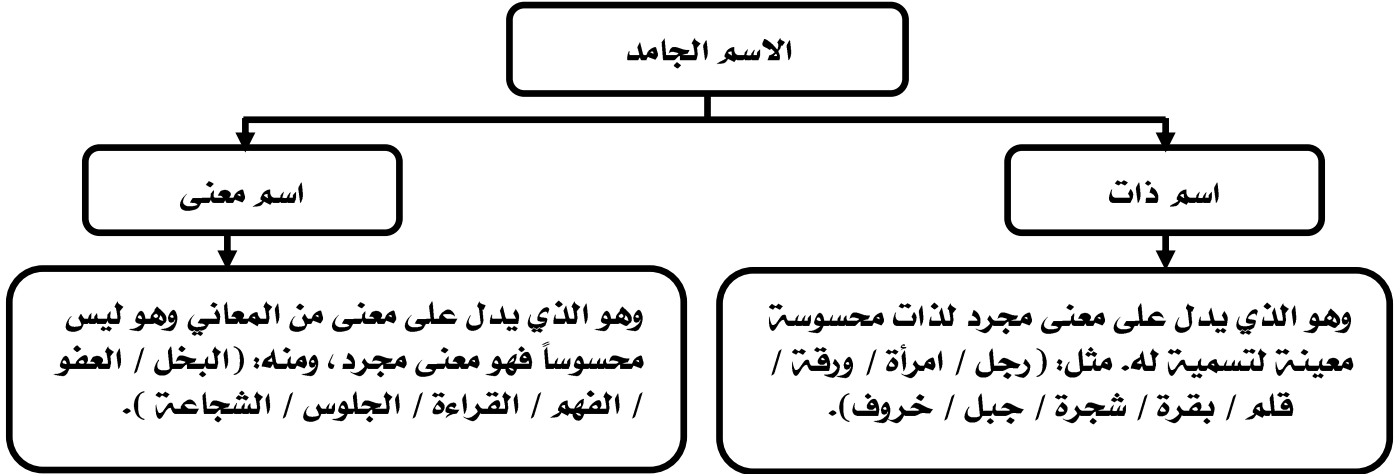 الاسم الجامد
اسم ذات
اسم معنى
وهو الذي يدل على معنى مجرد لذات محسوسة
معينة لتسمية له. مثل: (رجل / امرأة / ورقة /
قلم / بقرة / شجرة / جبل / خروف).
وهو الذي يدل على معنى من المعاني وهو ليس
محسوساً فهو معنى مجرد، ومنه: (البخل / العفو
/ الفهم / القراءة / الجلوس / الشجاعة ).